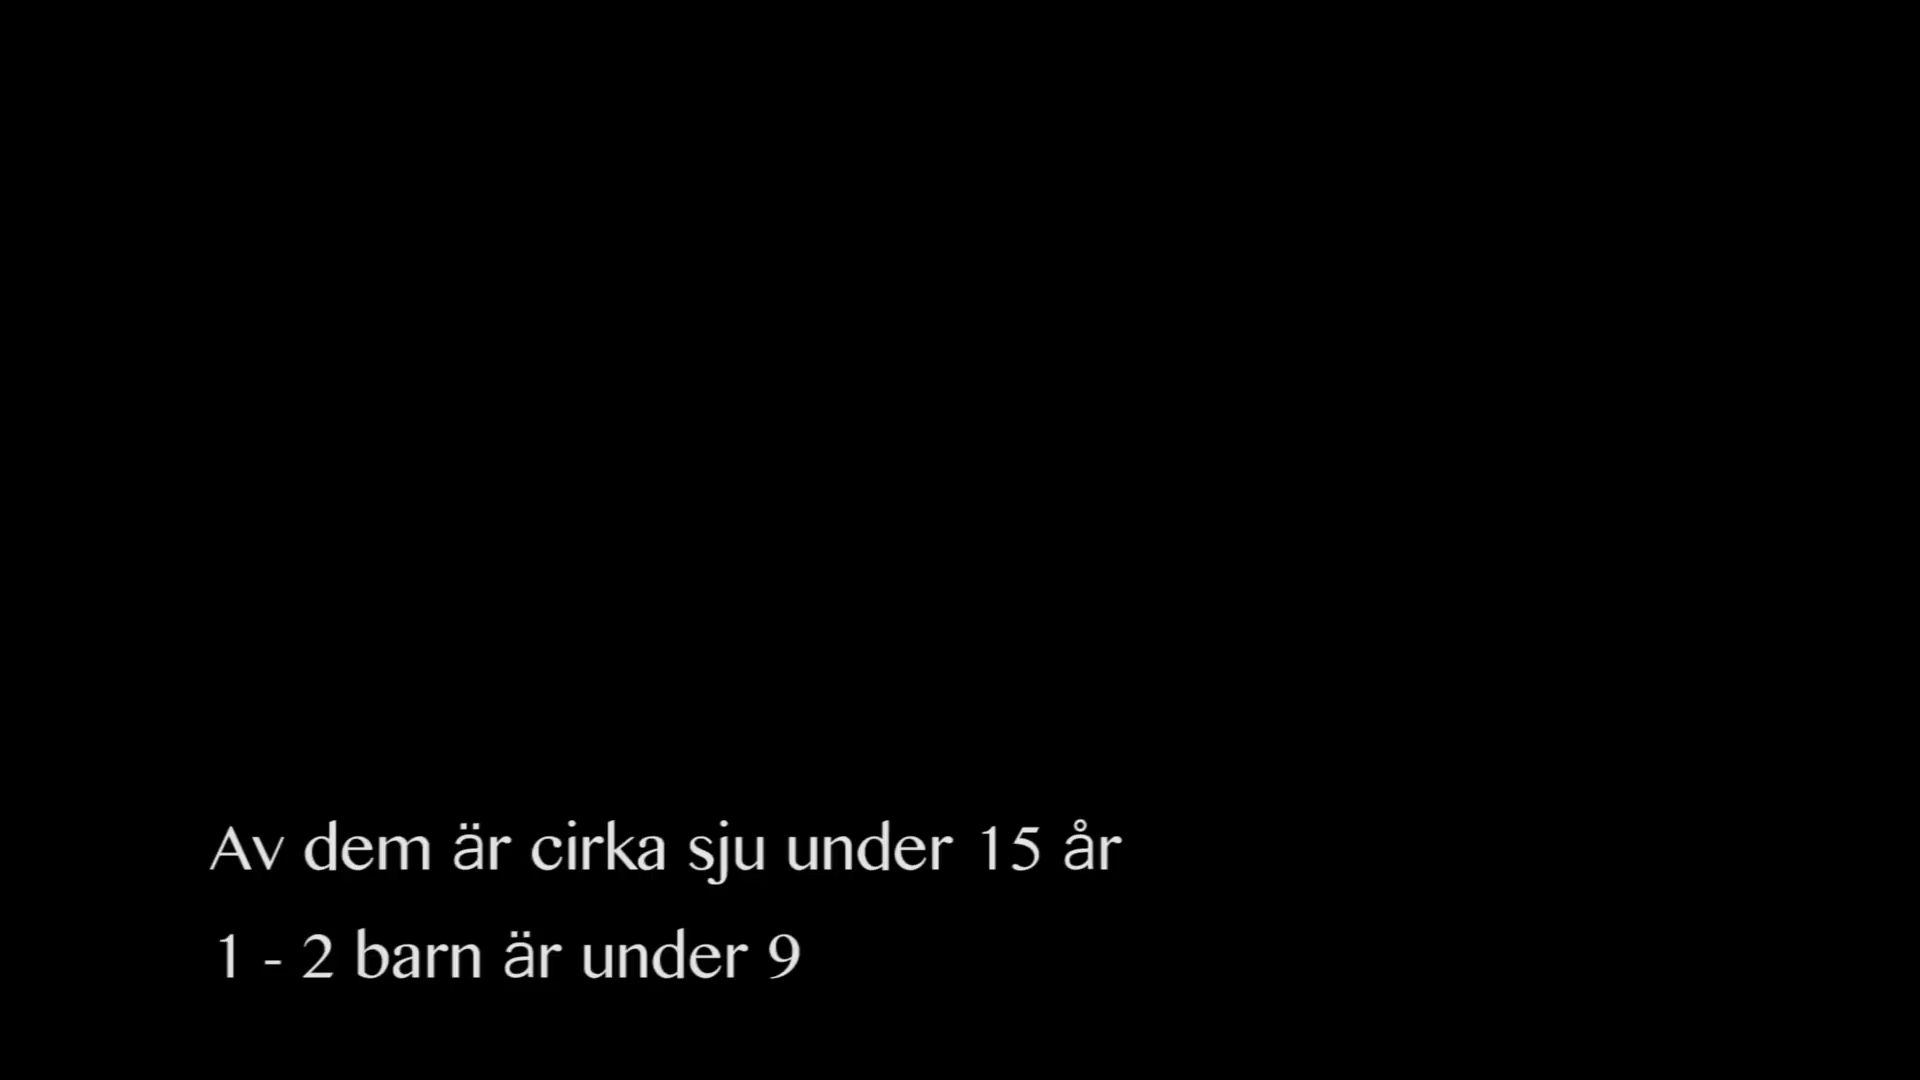 Av dem är cirka sju under 15 år
1 - 2 barn är under 9